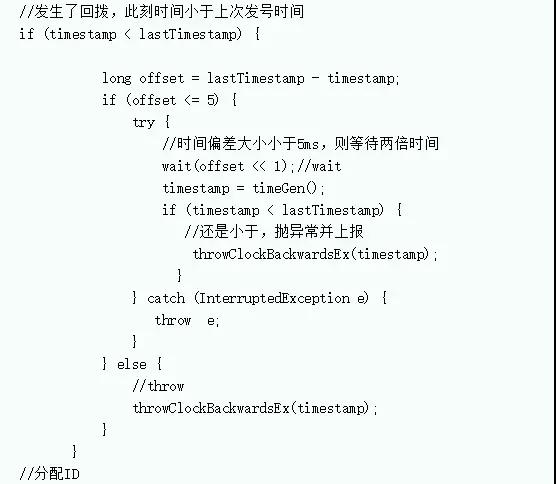 //发生了回拨，此刻时间小于上次发号时间
if (timestamp < lastTimestamp) {
long offset = lastTimestamp - timestamp;
if (offset <= 5) {
try {
//时间偏差大小小于5ms，则等待两倍时间
wait(offset << 1);//wait
timestamp = timeGen();
if (timestamp < lastTimestamp) {
//还是小于，抛异常并上报
throwClockBackwardsEx(timestamp);
}
} catch (InterruptedException e) {
throw  e;
}
} else {
//throw
throwClockBackwardsEx(timestamp);
}
}
//分配ID